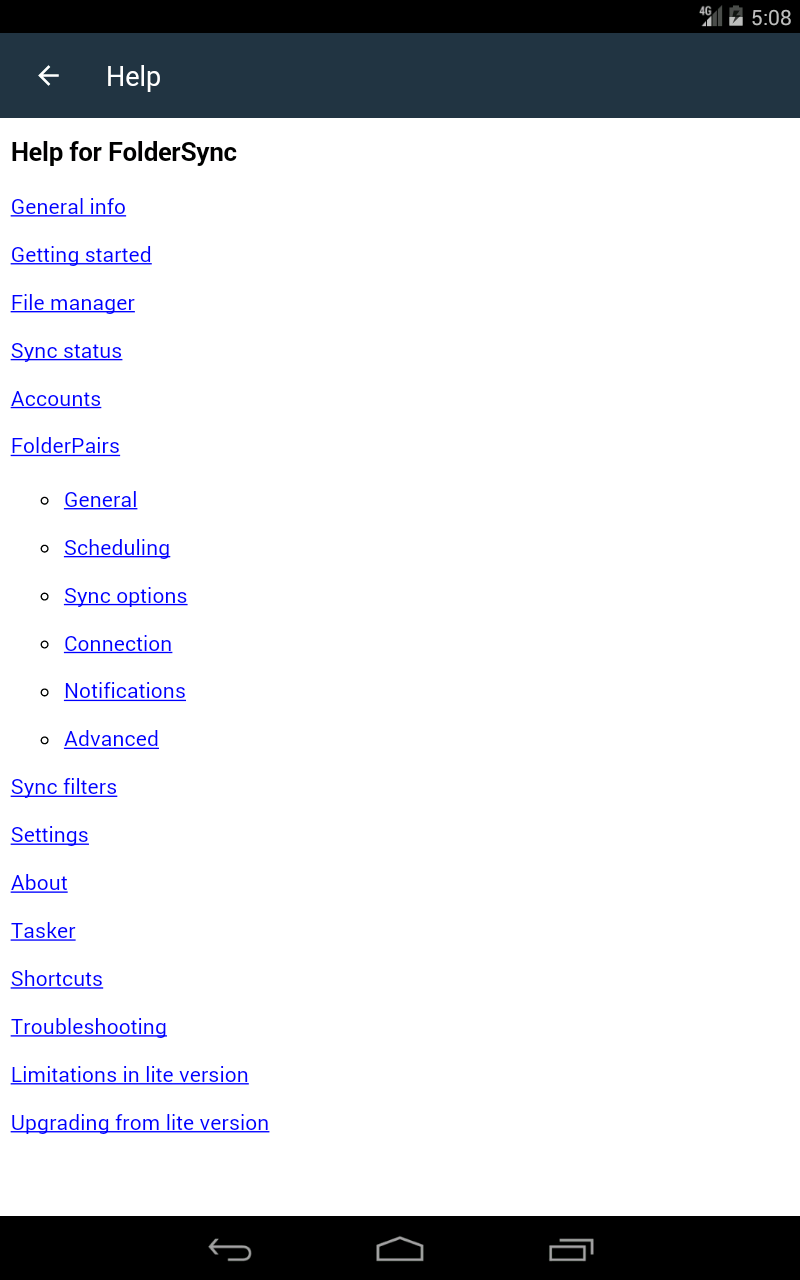 4G 5:08
Help
Help for FolderSync
General info
Getting started
File manager
Sync status
Accounts
FolderPairs
General
Scheduling
Sync options
Connection
Notifications
Advanced
Sync filters
Settings
About
Tasker
Shortcuts
Troubleshooting
Limitations in lite version
Upgrading from lite version